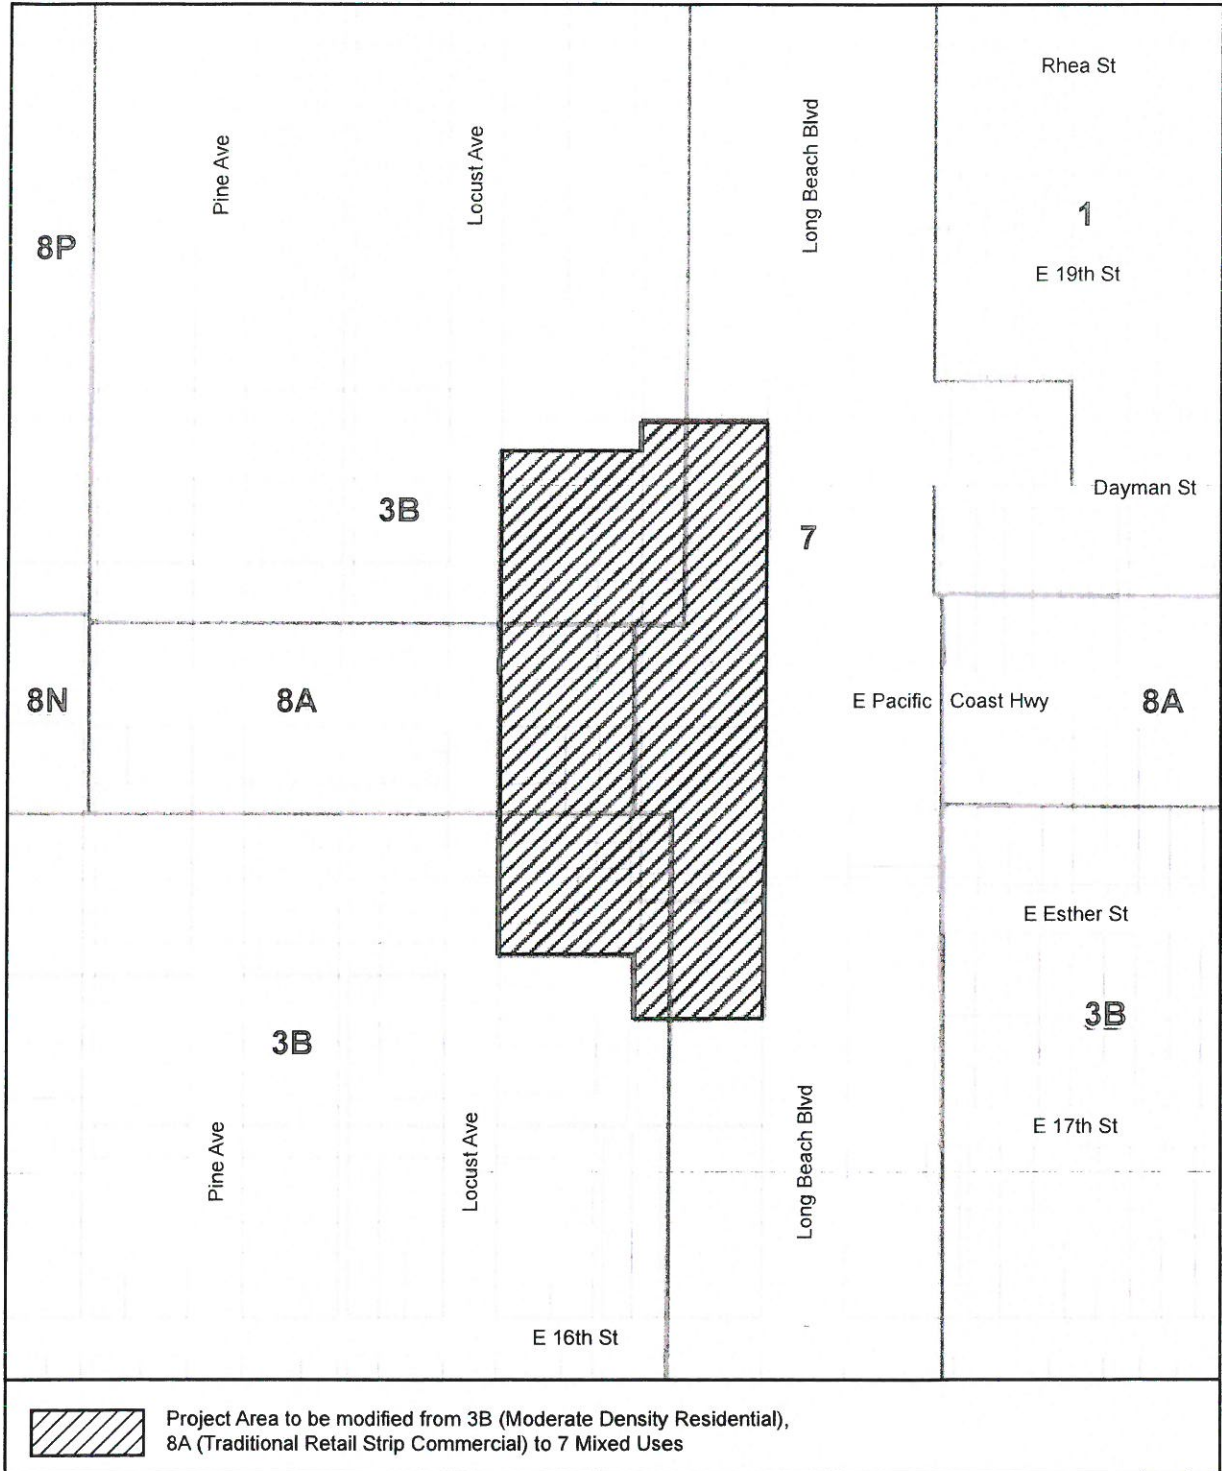 Rhea St
Pine Ave
Locust Ave
Long Beach Blvd
1
8P
E 19th St
3B
7
Dayman St
8N
8A
E Pacific Coast Hwy
8A
E Esther St
3B
3B
E 17th St
Pine Ave
Locust Ave
Long Beach Blvd
E 16th St
Project Area to be modified from 3B (Moderate Density Residential),
8A (Traditional Retail Strip Commercial) to 7 Mixed Uses